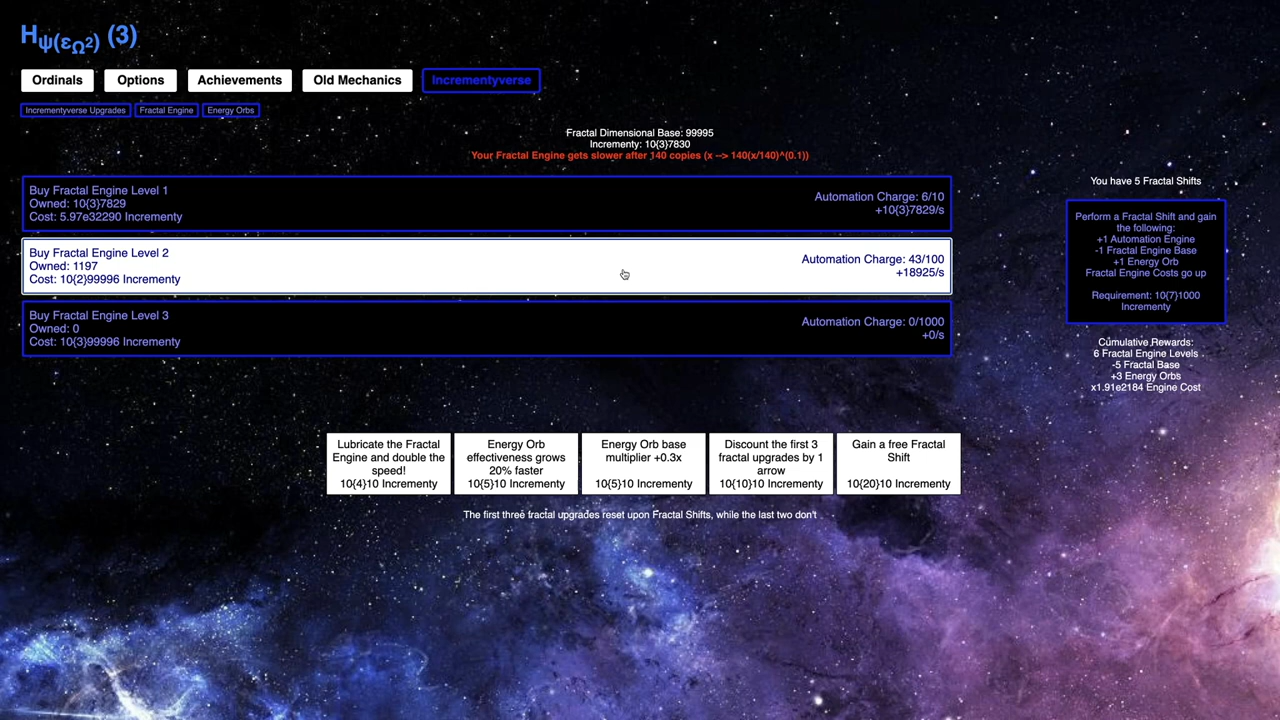 Hψ(εΩ²) (3)
Ordinals Options Achievements Old Mechanics Incrementyverse
Incrementyverse Upgrades Fractal Engine Energy Orbs
Fractal Dimensional Base: 99995
Incrementy: 10{3}7830
Your Fractal Engine gets slower after 140 copies (x --> 140(x/140)^(0.1))
Buy Fractal Engine Level 1
Owned: 10{3}7829
Cost: 5.97e32290 Incrementy
Automation Charge: 6/10
+10{3}7829/s
Buy Fractal Engine Level 2
Owned: 1197
Cost: 10{2}99996 Incrementy
Automation Charge: 43/100
+18925/s
Buy Fractal Engine Level 3
Owned: 0
Cost: 10{3}99996 Incrementy
Automation Charge: 0/1000
+0/s
You have 5 Fractal Shifts
Perform a Fractal Shift and gain
the following:
+1 Automation Engine
-1 Fractal Engine Base
+1 Energy Orb
Fractal Engine Costs go up
Requirement: 10{7}1000
Incrementy
Cumulative Rewards:
6 Fractal Engine Levels
-5 Fractal Base
+3 Energy Orbs
x1.91e2184 Engine Cost
Lubricate the Fractal
Engine and double the
speed!
10{4}10 Incrementy
Energy Orb
effectiveness grows
20% faster
10{5}10 Incrementy
Energy Orb base
multiplier +0.3x
10{5}10 Incrementy
Discount the first 3
fractal upgrades by 1
arrow
10{10}10 Incrementy
Gain a free Fractal
Shift
10{20}10 Incrementy
The first three fractal upgrades reset upon Fractal Shifts, while the last two don't